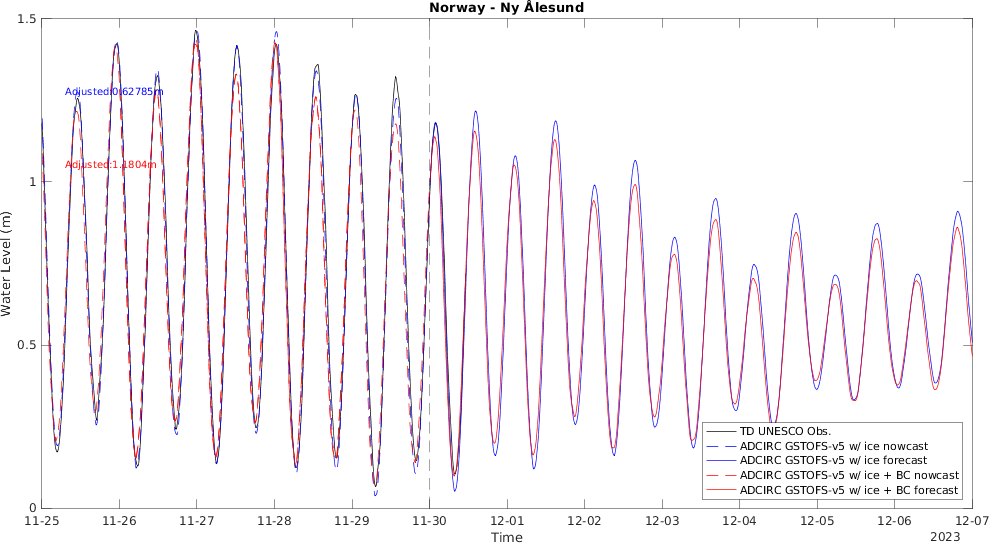 Norway - Ny Ålesund
1.5
1
0.5
0
Water Level (m)
Adjusted:0.62785m
Adjusted:1.1804m
TD UNESCO Obs.
ADCIRC GSTOFS-v5 w/ ice nowcast
ADCIRC GSTOFS-v5 w/ ice forecast
ADCIRC GSTOFS-v5 w/ ice + BC nowcast
ADCIRC GSTOFS-v5 w/ ice + BC forecast
11-25 11-26 11-27 11-28 11-29 11-30 12-01 12-02 12-03 12-04 12-05 12-06 12-07
Time
2023